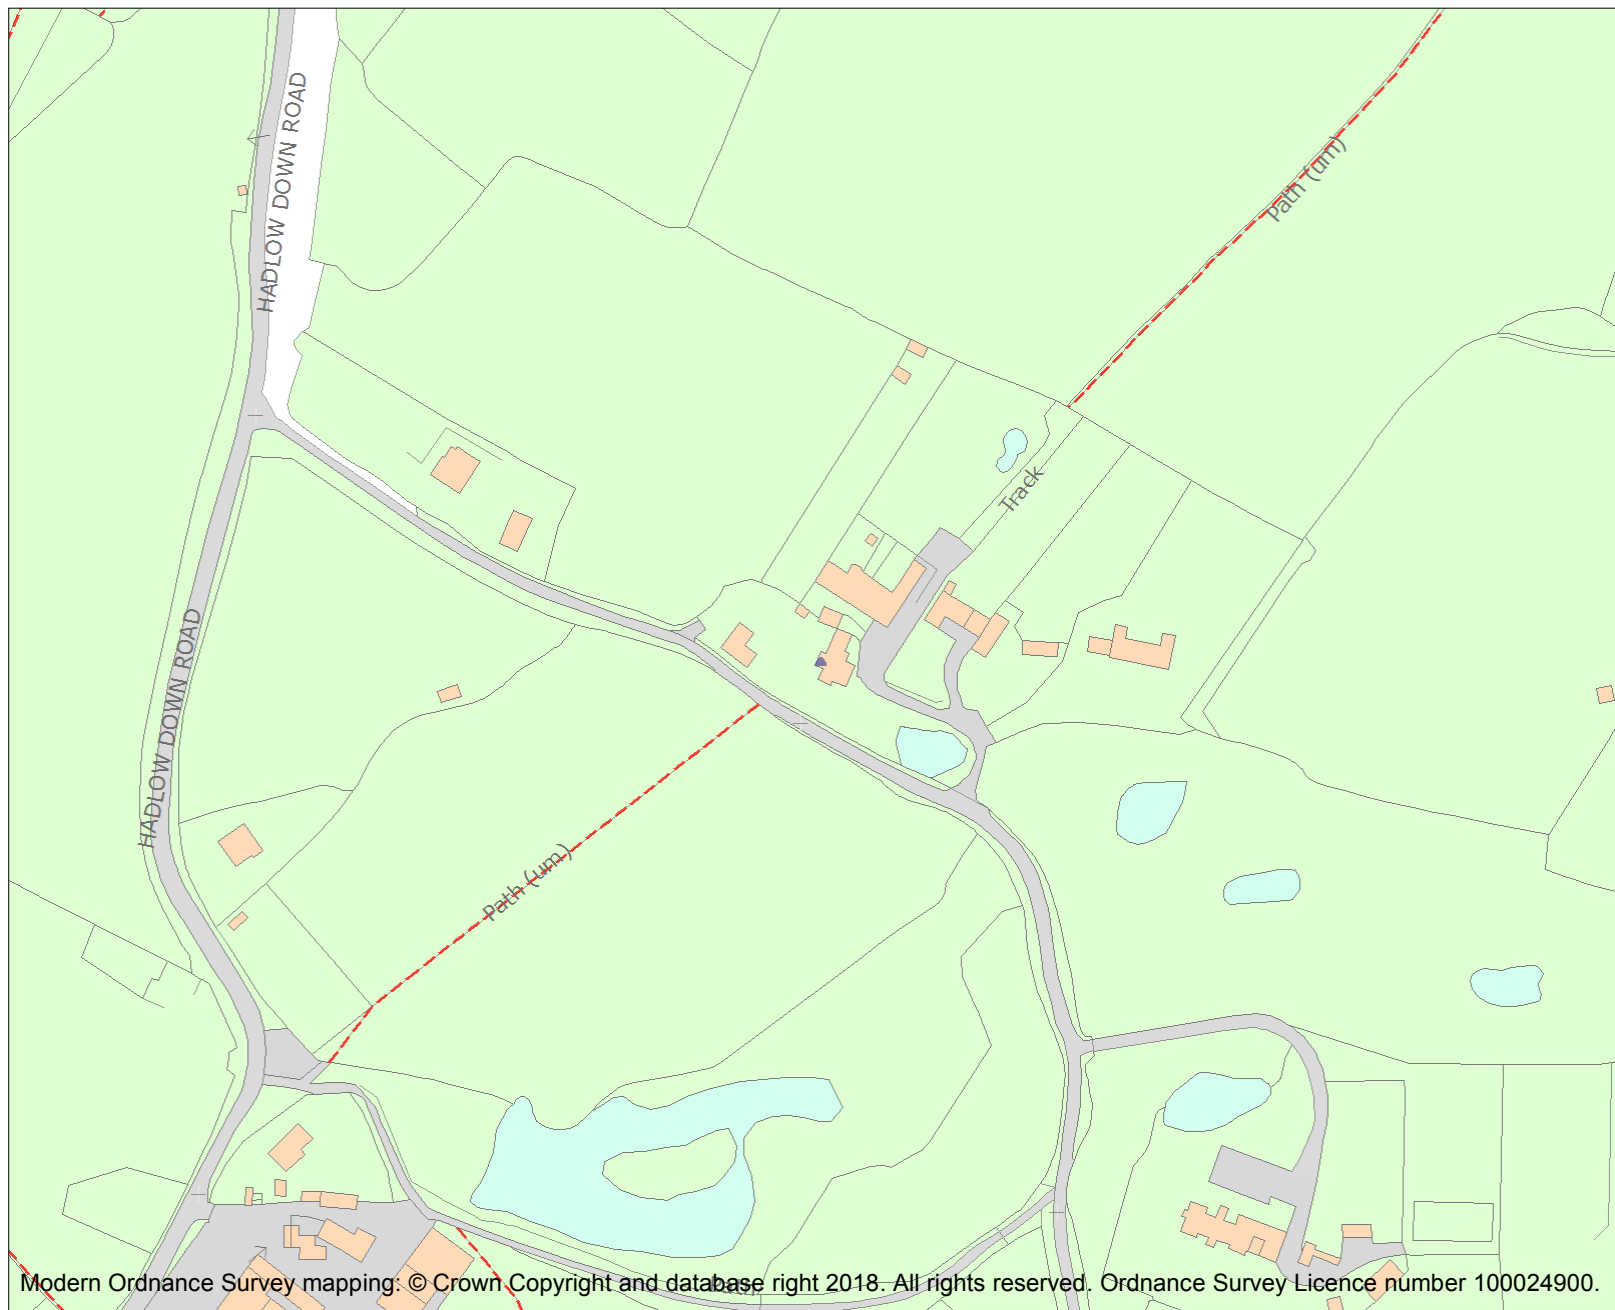 HADLOW DOWN ROAD
Path (um)
Track
HADLOW DOWN ROAD
Path (um)
Path
Modern Ordnance Survey mapping: © Crown Copyright and database right 2018. All rights reserved. Ordnance Survey Licence number 100024900.